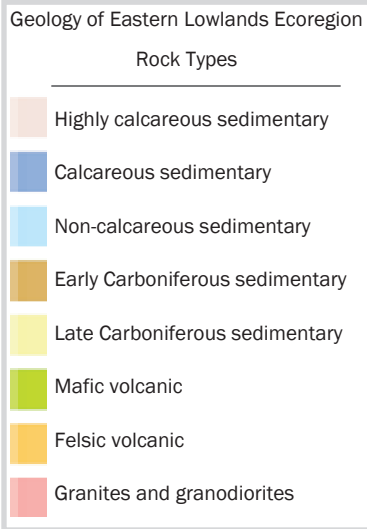 Geology of Eastern Lowlands Ecoregion
Rock Types
Highly calcareous sedimentary
Calcareous sedimentary
Non-calcareous sedimentary
Early Carboniferous sedimentary
Late Carboniferous sedimentary
Mafic volcanic
Felsic volcanic
Granites and granodiorites